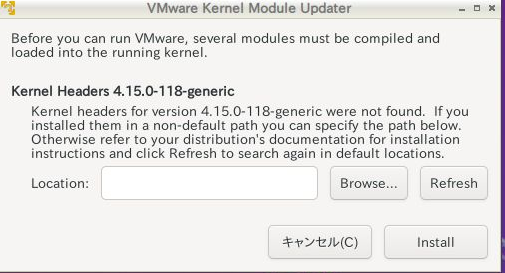 VMware Kernel Module Updater
Before you can run VMware, several modules must be compiled and
loaded into the running kernel.
Kernel Headers 4.15.0-118-generic
Kernel headers for version 4.15.0-118-generic were not found. If you
installed them in a non-default path you can specify the path below.
Otherwise refer to your distribution's documentation for installation
instructions and click Refresh to search again in default locations.
Location:
Browse...
Refresh
キャンセル(C)
Install